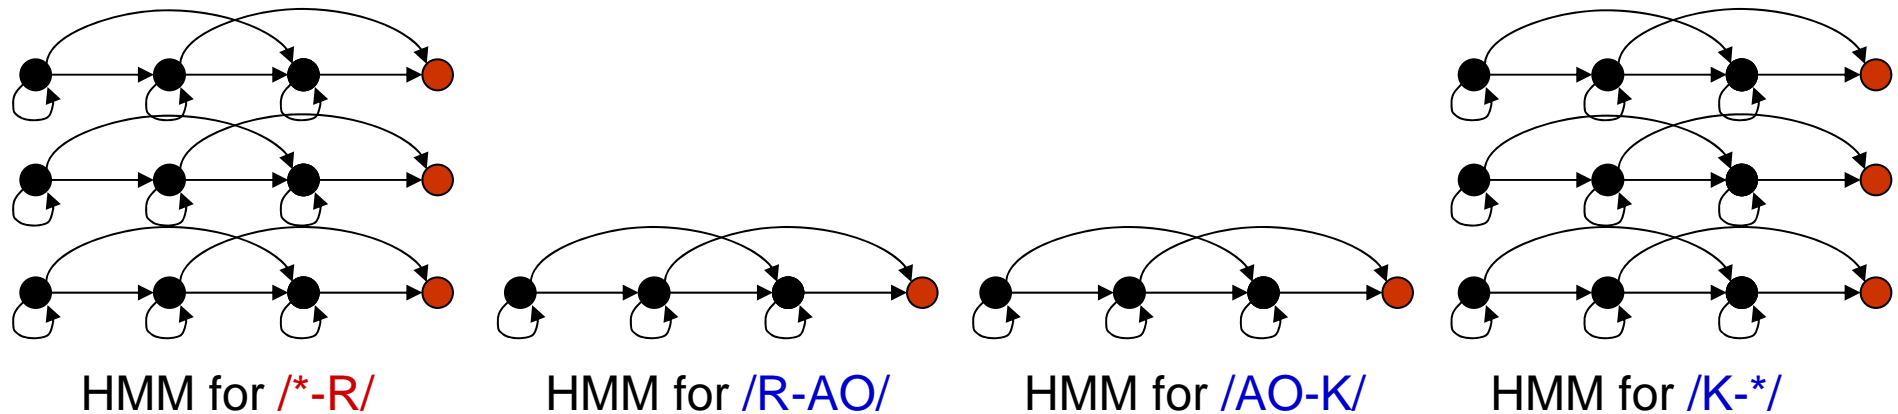 HMM for /*-R/
HMM for /R-AO/
HMM for /AO-K/
HMM for /K-*/